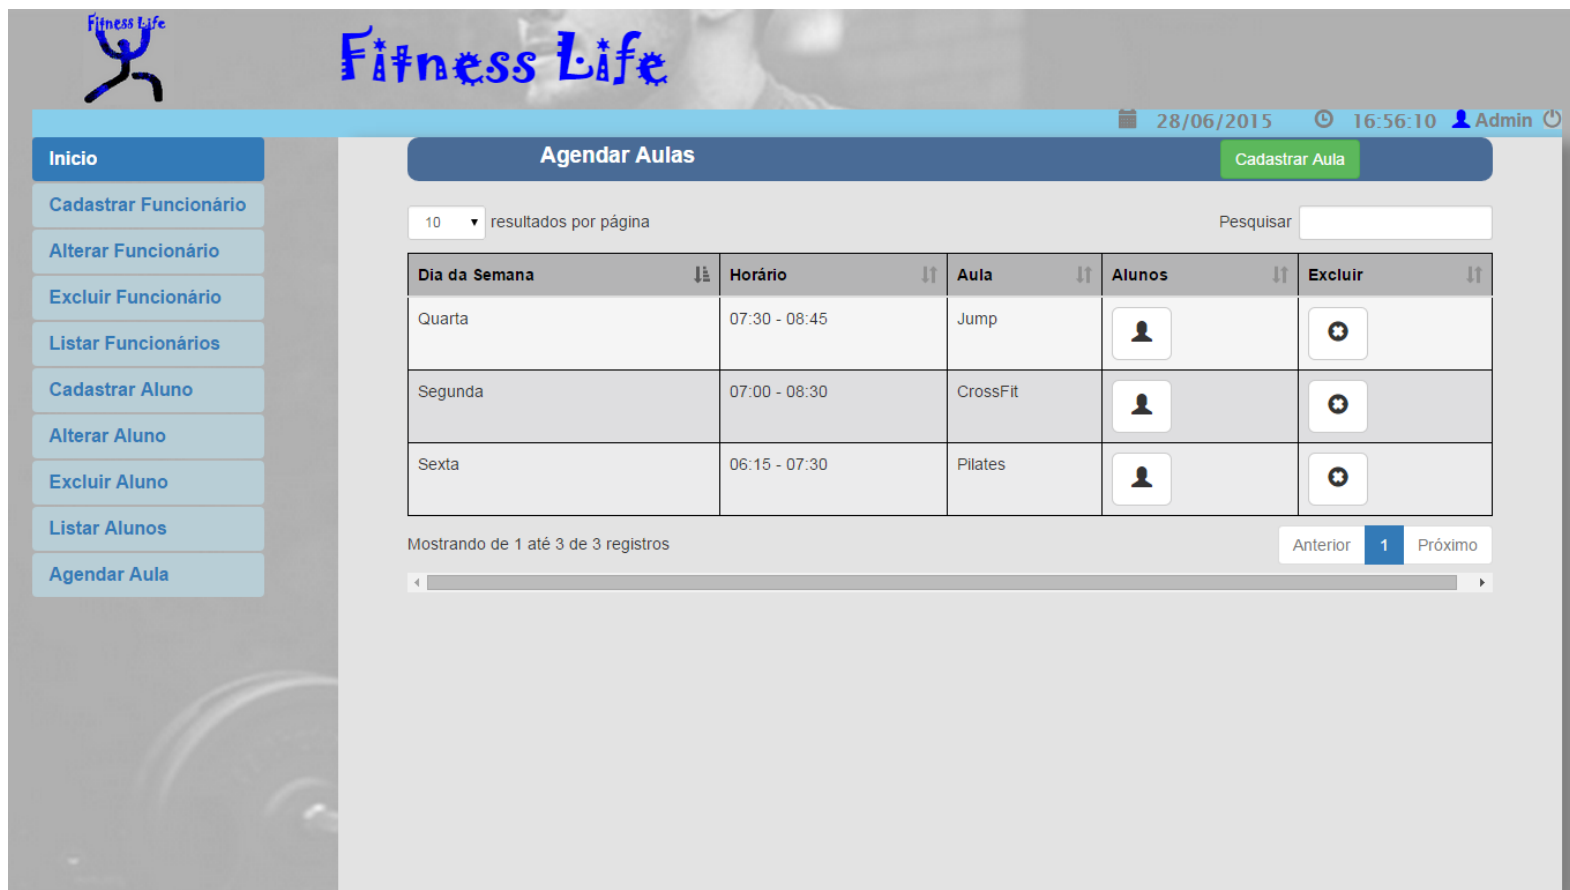 Fitness Life
Fitness Life
28/06/2015 16:56:10 Admin
Inicio
Cadastrar Funcionário
Alterar Funcionário
Excluir Funcionário
Listar Funcionários
Cadastrar Aluno
Alterar Aluno
Excluir Aluno
Listar Alunos
Agendar Aula
Agendar Aulas Cadastrar Aula
10 resultados por página Pesquisar
Dia da Semana Horário Aula Alunos Excluir
Quarta 07:30 - 08:45 Jump
Segunda 07:00 - 08:30 CrossFit
Sexta 06:15 - 07:30 Pilates
Mostrando de 1 até 3 de 3 registros Anterior 1 Próximo